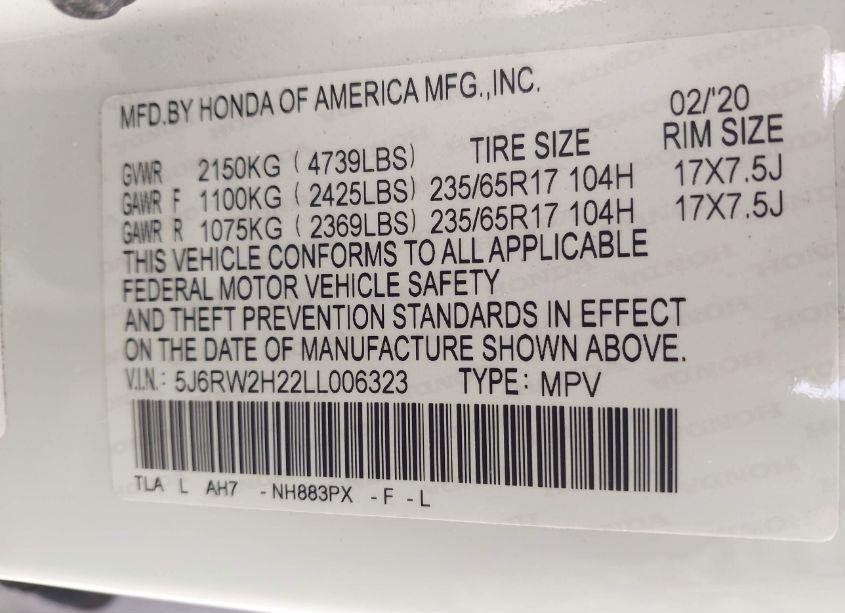 MFD.BY HONDA OF AMERICA MFG.,INC.
02/'20
GVWR 2150KG ( 4739LBS) TIRE SIZE RIM SIZE
GAWR F 1100KG ( 2425LBS) 235/65R17 104H 17X7.5J
GAWR R 1075KG ( 2369LBS) 235/65R17 104H 17X7.5J
THIS VEHICLE CONFORMS TO ALL APPLICABLE
FEDERAL MOTOR VEHICLE SAFETY
AND THEFT PREVENTION STANDARDS IN EFFECT
ON THE DATE OF MANUFACTURE SHOWN ABOVE.
V.I.N.: 5J6RW2H22LL006323 TYPE: MPV
TLA L AH7 -NH883PX -F -L